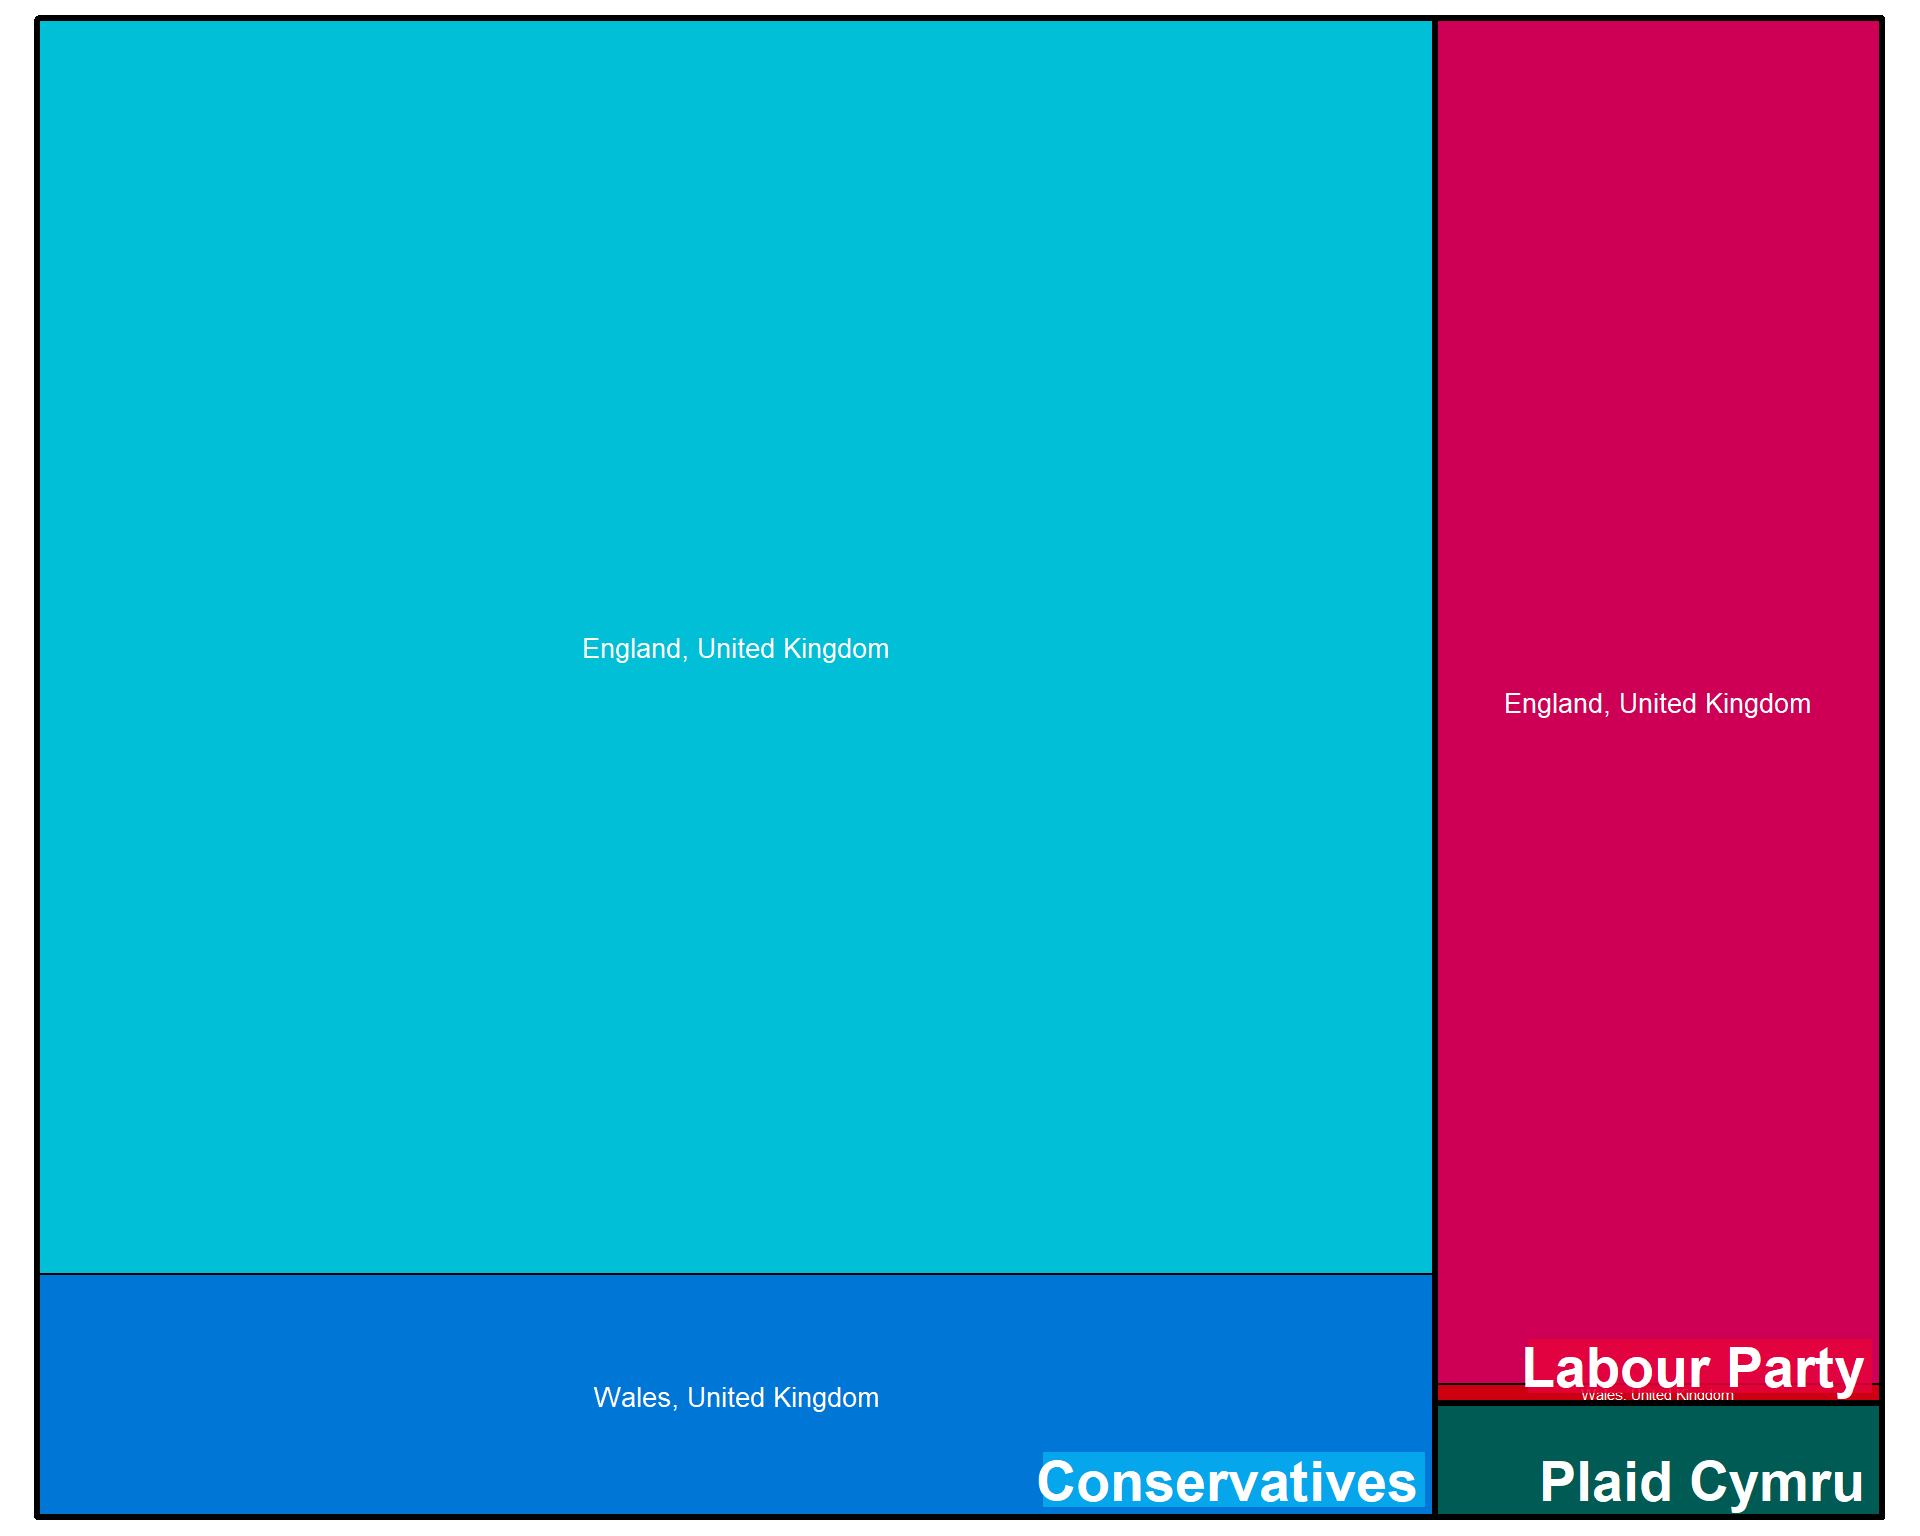 England, United Kingdom
England, United Kingdom
Labour Party
Wales, United Kingdom
Wales, United Kingdom
Conservatives
Plaid Cymru